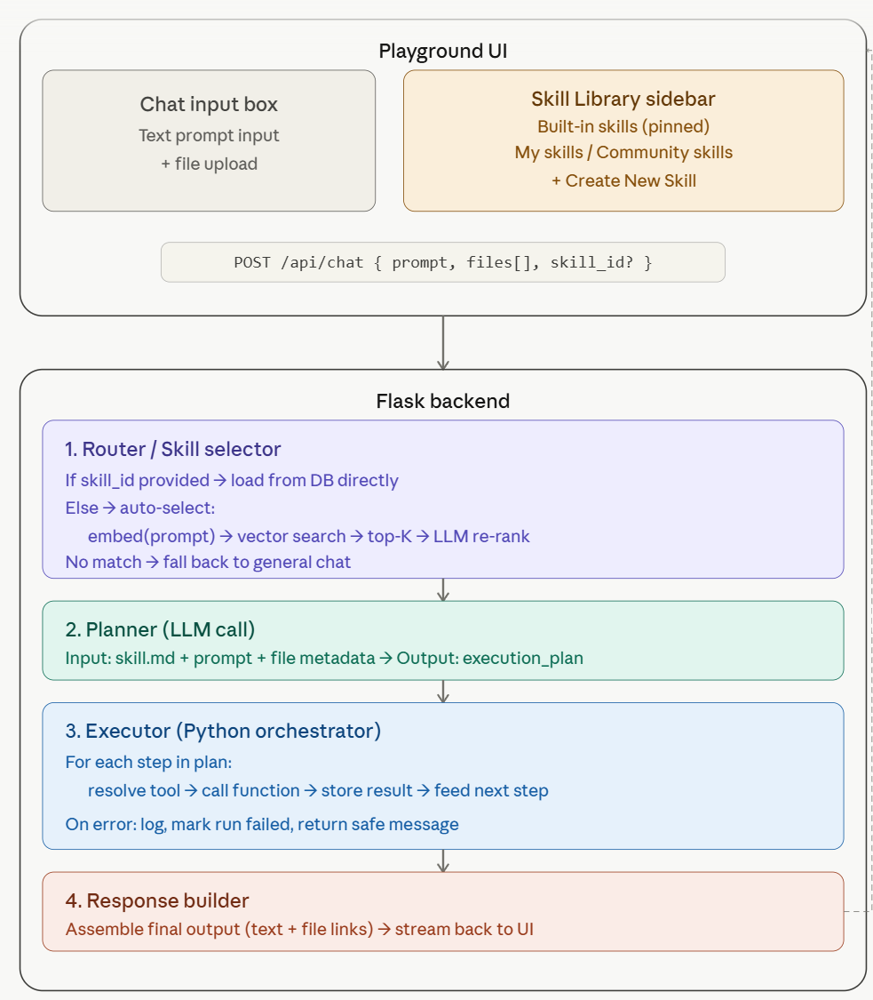 Playground UI
Chat input box
Text prompt input
+ file upload
Skill Library sidebar
Built-in skills (pinned)
My skills / Community skills
+ Create New Skill
POST /api/chat { prompt, files[], skill_id? }
Flask backend
1. Router / Skill selector
If skill_id provided → load from DB directly
Else → auto-select:
embed(prompt) → vector search → top-K → LLM re-rank
No match → fall back to general chat
2. Planner (LLM call)
Input: skill.md + prompt + file metadata → Output: execution_plan
3. Executor (Python orchestrator)
For each step in plan:
resolve tool → call function → store result → feed next step
On error: log, mark run failed, return safe message
4. Response builder
Assemble final output (text + file links) → stream back to UI